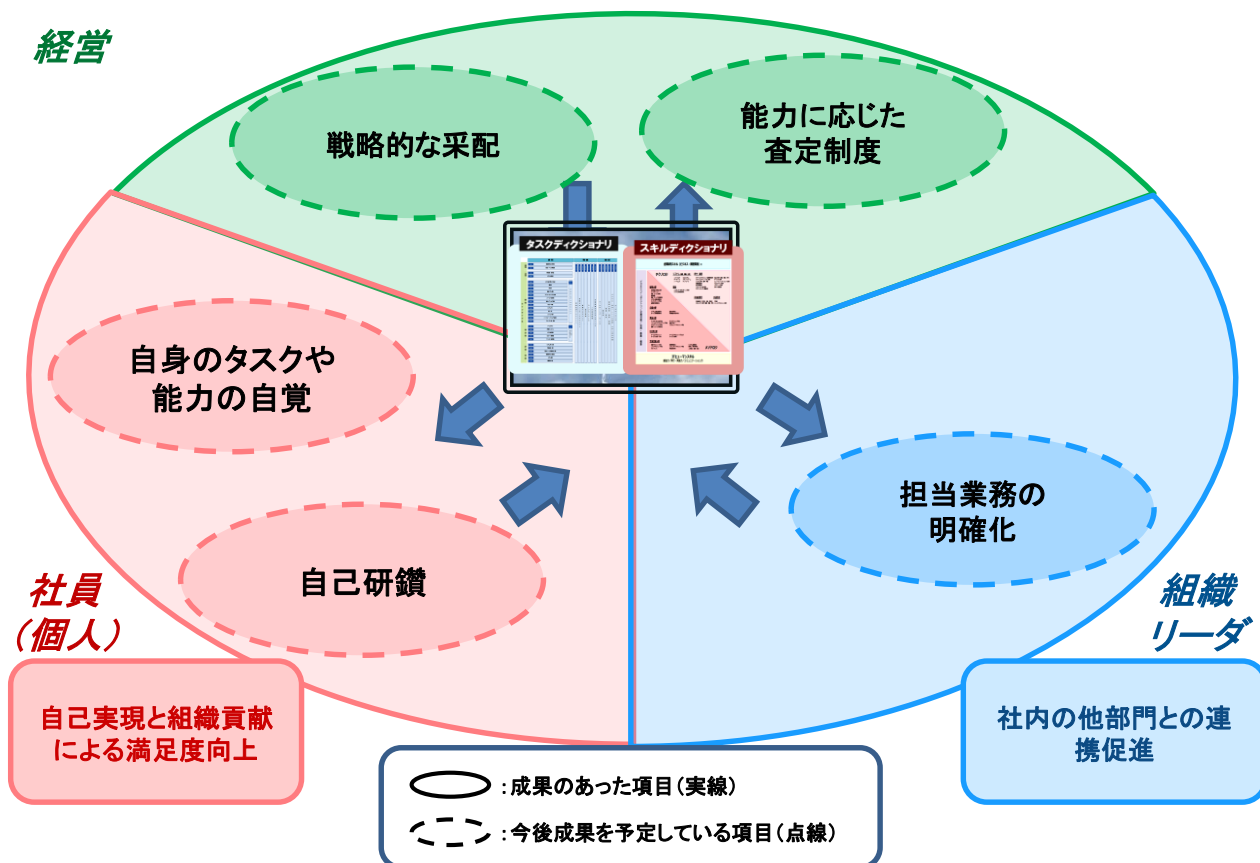 経営
戦略的な采配
能力に応じた
査定制度
タスクディクショナリ
スキルディクショナリ
自身のタスクや
能力の自覚
自己研鑽
担当業務の
明確化
社員
（個人）
組織
リーダ
自己実現と組織貢献
による満足度向上
社内の他部門との連
携促進
：成果のあった項目（実線）
：今後成果を予定している項目（点線）